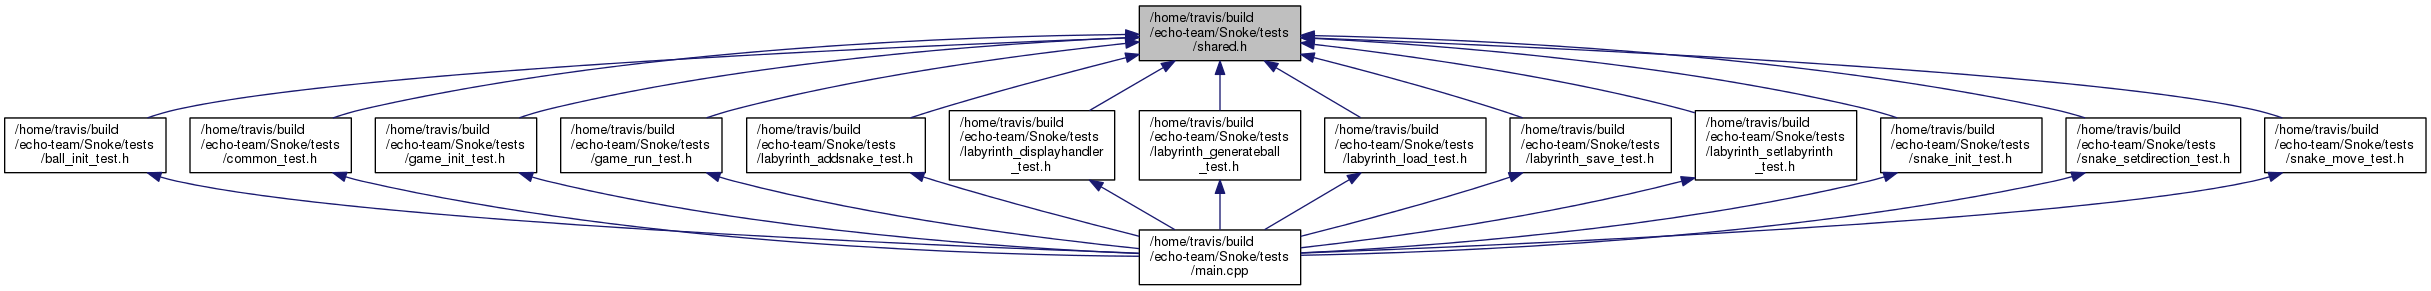 /home/travis/build
/echo-team/Snoke/tests
/shared.h
/home/travis/build
/echo-team/Snoke/tests
/ball_init_test.h
/home/travis/build
/echo-team/Snoke/tests
/common_test.h
/home/travis/build
/echo-team/Snoke/tests
/game_init_test.h
/home/travis/build
/echo-team/Snoke/tests
/game_run_test.h
/home/travis/build
/echo-team/Snoke/tests
/labyrinth_addsnake_test.h
/home/travis/build
/echo-team/Snoke/tests
/labyrinth_displayhandler
_test.h
/home/travis/build
/echo-team/Snoke/tests
/labyrinth_generateball
_test.h
/home/travis/build
/echo-team/Snoke/tests
/labyrinth_load_test.h
/home/travis/build
/echo-team/Snoke/tests
/labyrinth_save_test.h
/home/travis/build
/echo-team/Snoke/tests
/labyrinth_setlabyrinth
_test.h
/home/travis/build
/echo-team/Snoke/tests
/snake_init_test.h
/home/travis/build
/echo-team/Snoke/tests
/snake_setdirection_test.h
/home/travis/build
/echo-team/Snoke/tests
/snake_move_test.h
/home/travis/build
/echo-team/Snoke/tests
/main.cpp